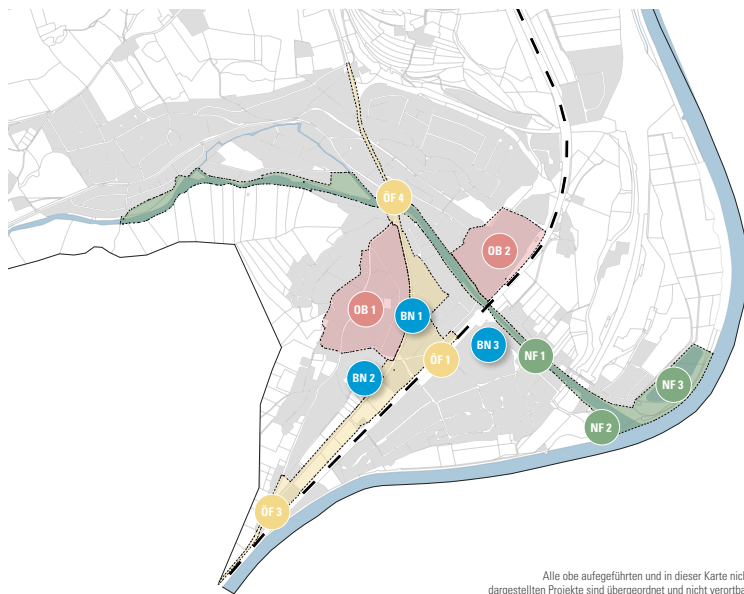 ÖF 4
OB 2
OB 1
BN 1
BN 3
ÖF 1
NF 1
BN 2
NF 3
NF 2
ÖF 3
Alle obe aufegeführten und in dieser Karte nich
dargestellten Projekte sind übergeordnet und nicht verortba